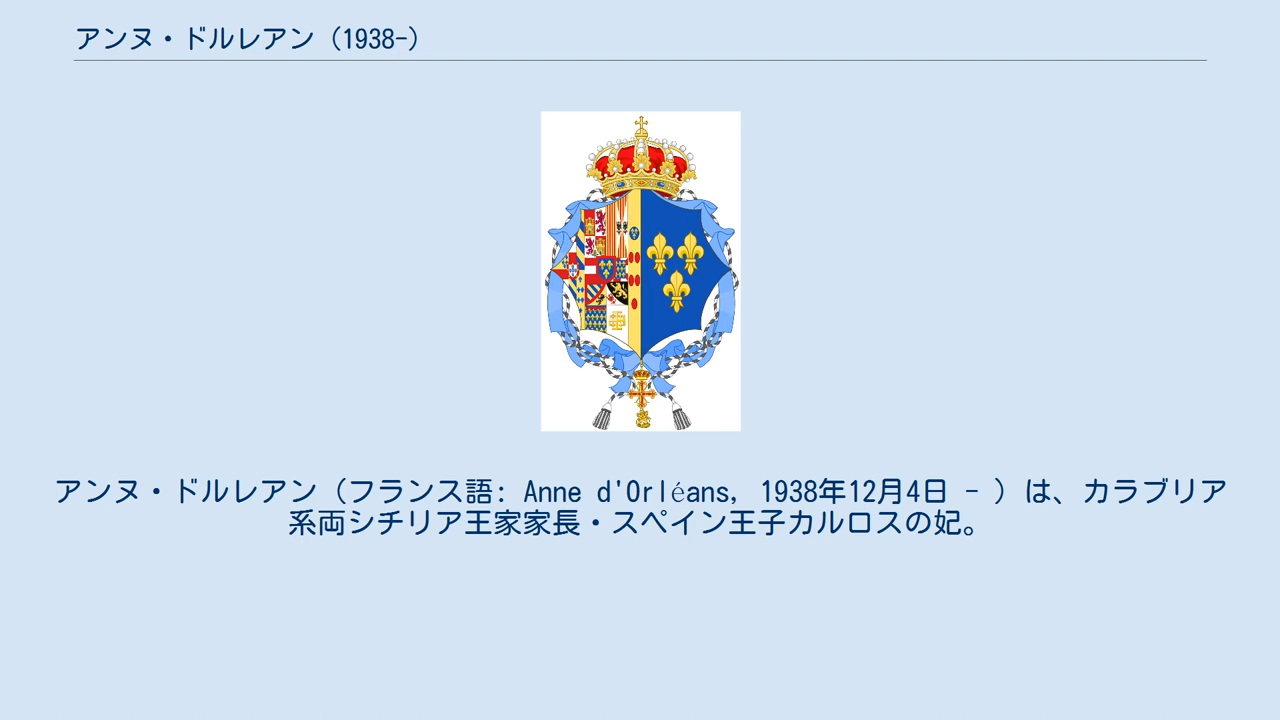 アンヌ・ドルレアン（1938-）
アンヌ・ドルレアン（フランス語: Anne d'Orléans, 1938年12月4日 - ）は、カラブリア
系両シチリア王家家長・スペイン王子カルロスの妃。